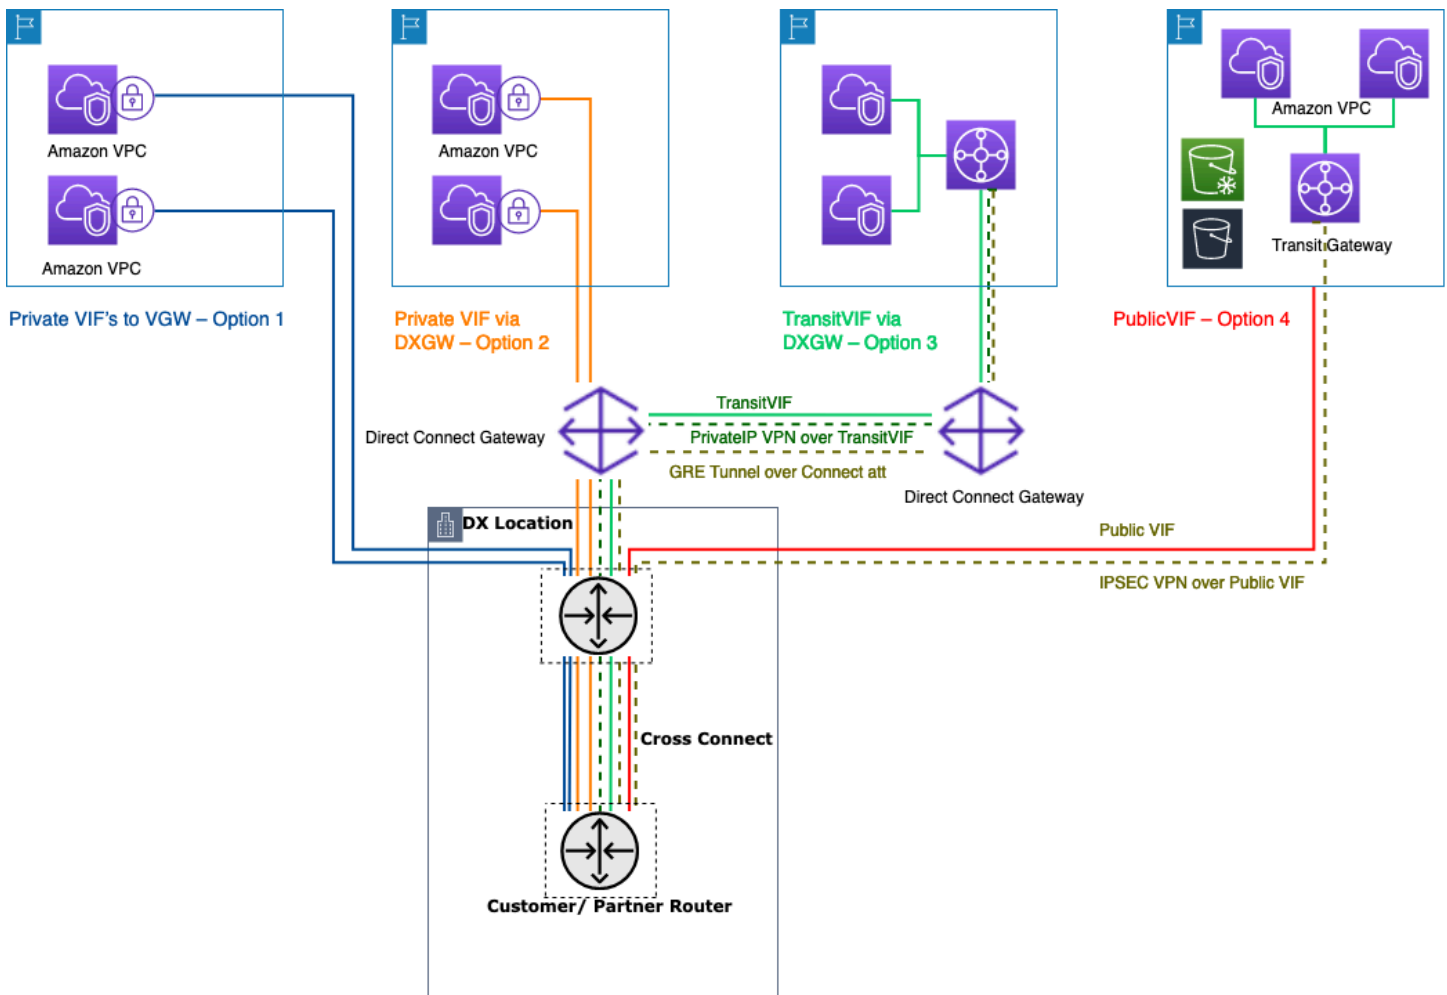 Amazon VPC
Amazon VPC
Amazon VPC
Amazon VPC
Transit Gateway
Private VIF's to VGW – Option 1
Private VIF via
DXGW – Option 2
TransitVIF via
DXGW – Option 3
PublicVIF – Option 4
Direct Connect Gateway
TransitVIF
PrivateIP VPN over TransitVIF
GRE Tunnel over Connect att
Direct Connect Gateway
DX Location
Public VIF
IPSEC VPN over Public VIF
Cross Connect
Customer/ Partner Router